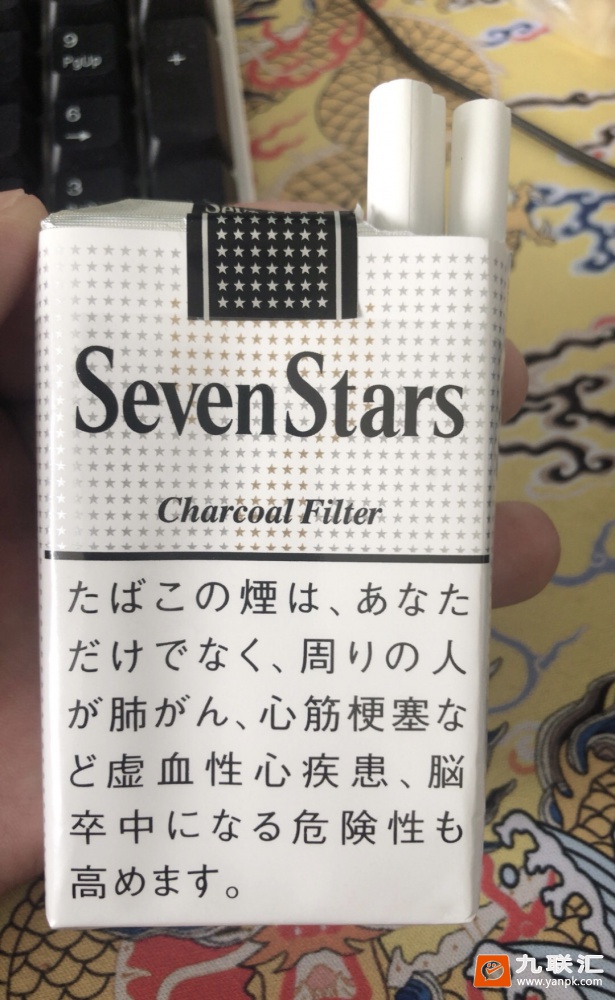 9
PgUp
+
6
→
3
Seven Stars
Charcoal Filter
たばこの煙は、あなた
だけでなく、周りの人
が肺がん、心筋梗塞な
ど虚血性心疾患、脳
卒中になる危険性も
高めます。
九联汇
www.yanpk.com